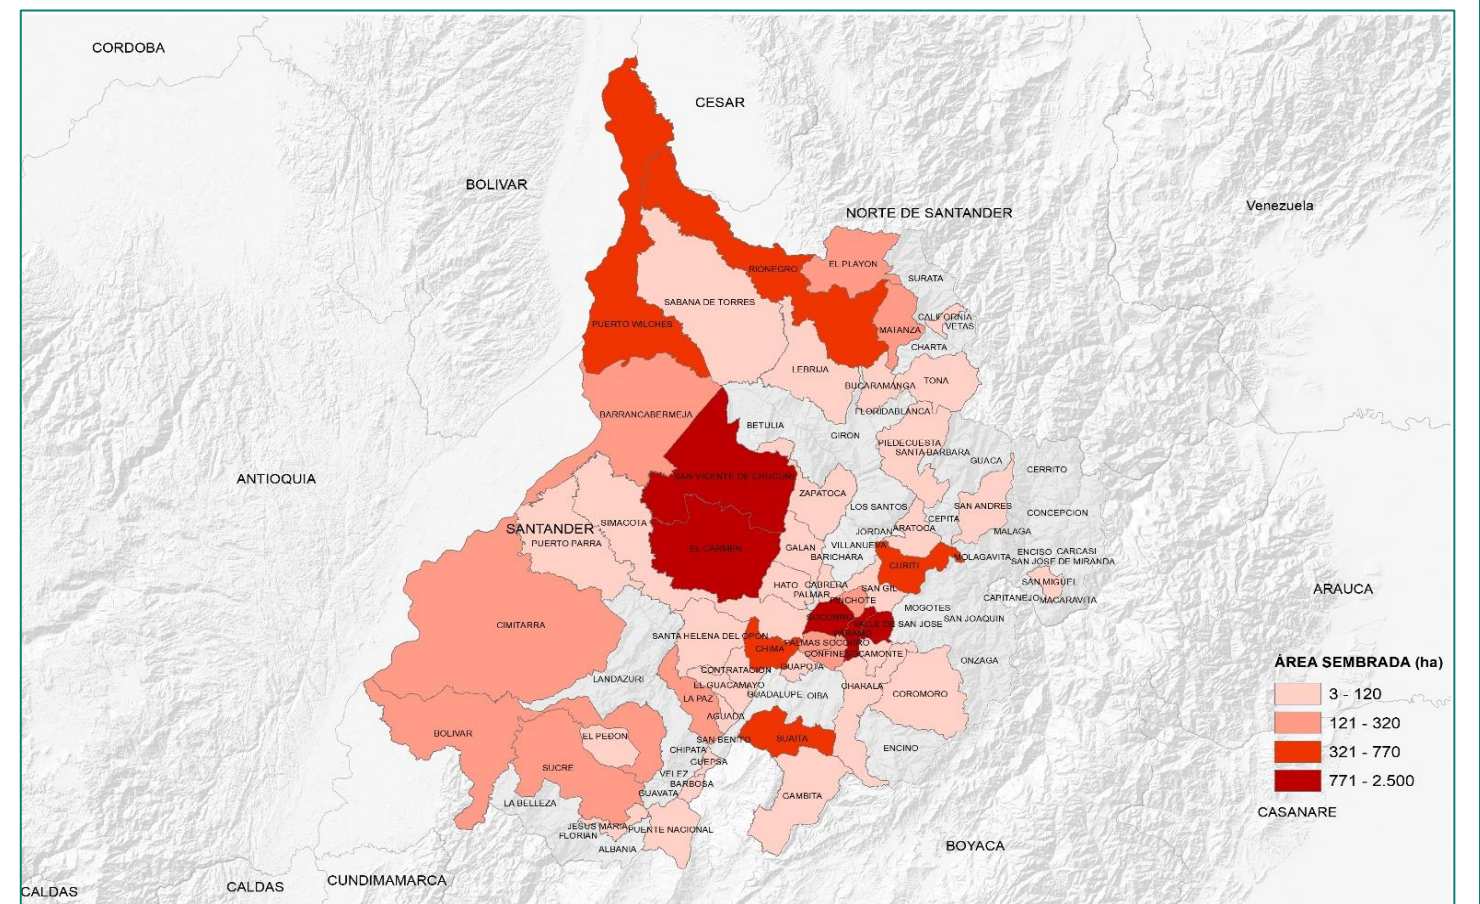 CORDOBA
CESAR
BOLIVAR
Venezuela
NORTE DE SANTANDER
EL PLAYON
RIONEGRO
SURATA
SABANA DE TORRES
CALIFORNIA
PUERTO WILCHES
MATANZA
VETAS
CHARTA
LEBRIJA
BUCARAMANGA
TONA
BARRANCABERMEJA
FLORIDABLANCA
BETULIA
GIRON
PIEDECUESTA
SANTA BARBARA
GUACA
CERRITO
ANTIOQUIA
SAN VICENTE DE CHUCURI
ZAPATOCA
LOS SANTOS
SAN ANDRES
CEPITA
CONCEPCION
SANTANDER
SIMACOTA
JORDAN
ARATOCA
MALAGA
PUERTO PARRA
EL CARMEN
GALAN
VILLANUEVA
BARICHARA
MOLAGAVITA
ENCISO
CARCASI
SAN JOSE DE MIRANDA
CURITI
HATO
CABRERA
SAN GIL
SAN MIGUEL
PALMAR
PINCHOTE
CAPITANEJO
MACARAVITA
ARAUCA
MOGOTES
CIMITARRA
SOCORRO
VALLE DE SAN JOSE
SAN JOAQUIN
SANTA HELENA DEL OPON
PARAMO
PALMAS SOCORRO
CHIMA
CONFINES
OCAMONTE
ONZAGA
CONTRATACION
GUAPOTA
ÁREA SEMBRADA (ha)
LANDAZURI
EL GUACAMAYO
GUADALUPE
OIBA
CHARALA
COROMORO
3 - 120
LA PAZ
AGUADA
121 - 320
BOLIVAR
EL PEÑON
SAN BENITO
SUAITA
ENCINO
321 - 770
CHIPATA
GUEPSA
SUCRE
VELEZ
BARBOSA
771 - 2.500
GUAVATA
GAMBITA
LA BELLEZA
CASANARE
JESUS MARIA
PUENTE NACIONAL
FLORIAN
ALBANIA
BOYACA
CALDAS
CALDAS
CUNDIMAMARCA